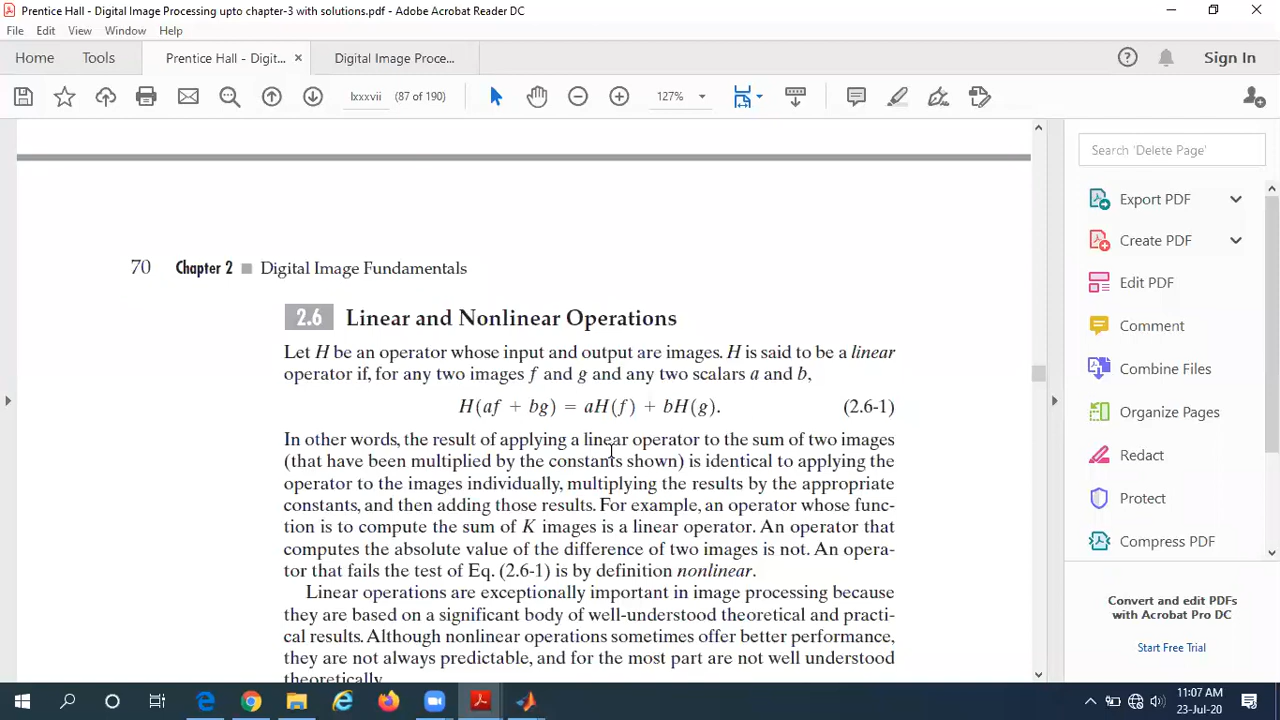 Prentice Hall - Digital Image Processing upto chapter-3 with solutions.pdf - Adobe Acrobat Reader DC
File Edit View Window Help
Home Tools Prentice Hall - Digit... × Digital Image Proce... Sign In
lxxxvii (87 of 190) 127%
Search 'Delete Page'
Export PDF
Create PDF
Edit PDF
Comment
Combine Files
Organize Pages
Redact
Protect
Compress PDF
Convert and edit PDFs
with Acrobat Pro DC
Start Free Trial
70 Chapter 2 ■ Digital Image Fundamentals
2.6 Linear and Nonlinear Operations
Let H be an operator whose input and output are images. H is said to be a linear
operator if, for any two images f and g and any two scalars a and b,
H(af + bg) = aH(f) + bH(g). (2.6-1)
In other words, the result of applying a linear operator to the sum of two images
(that have been multiplied by the constants shown) is identical to applying the
operator to the images individually, multiplying the results by the appropriate
constants, and then adding those results. For example, an operator whose func-
tion is to compute the sum of K images is a linear operator. An operator that
computes the absolute value of the difference of two images is not. An opera-
tor that fails the test of Eq. (2.6-1) is by definition nonlinear.
Linear operations are exceptionally important in image processing because
they are based on a significant body of well-understood theoretical and practi-
cal results. Although nonlinear operations sometimes offer better performance,
they are not always predictable, and for the most part are not well understood
theoretically.
11:07 AM
23-Jul-20